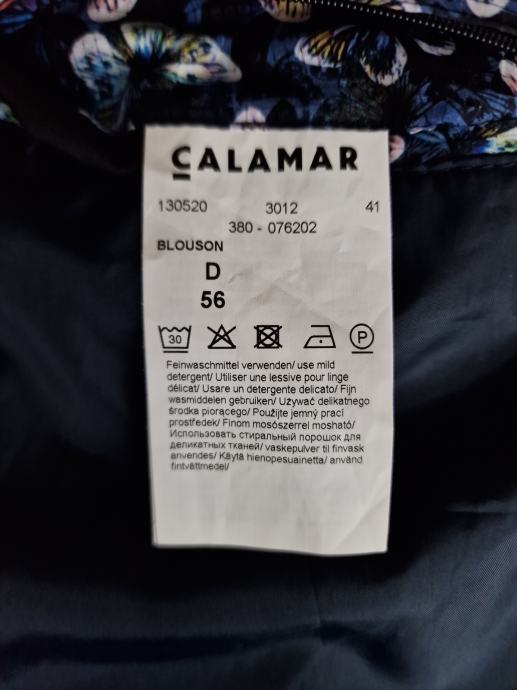 CALAMAR
130520 3012 41
380 - 076202
BLOUSON
D
56
30 P
Feinwaschmittel verwenden/ use mild
detergent/ Utiliser une lessive pour linge
délicat/ Usare un detergente delicato/ Fijn
wasmiddelen gebruiken/ Używać delikatnego
środka piorącego/ Použijte jemný prací
prostředek/ Finom mosószerrel mosható/
Использовать стиральный порошок для
деликатных тканей/ vaskepulver til finvask
anvendes/ Käytä hienopesuainetta/ använd
fintvättmedel/